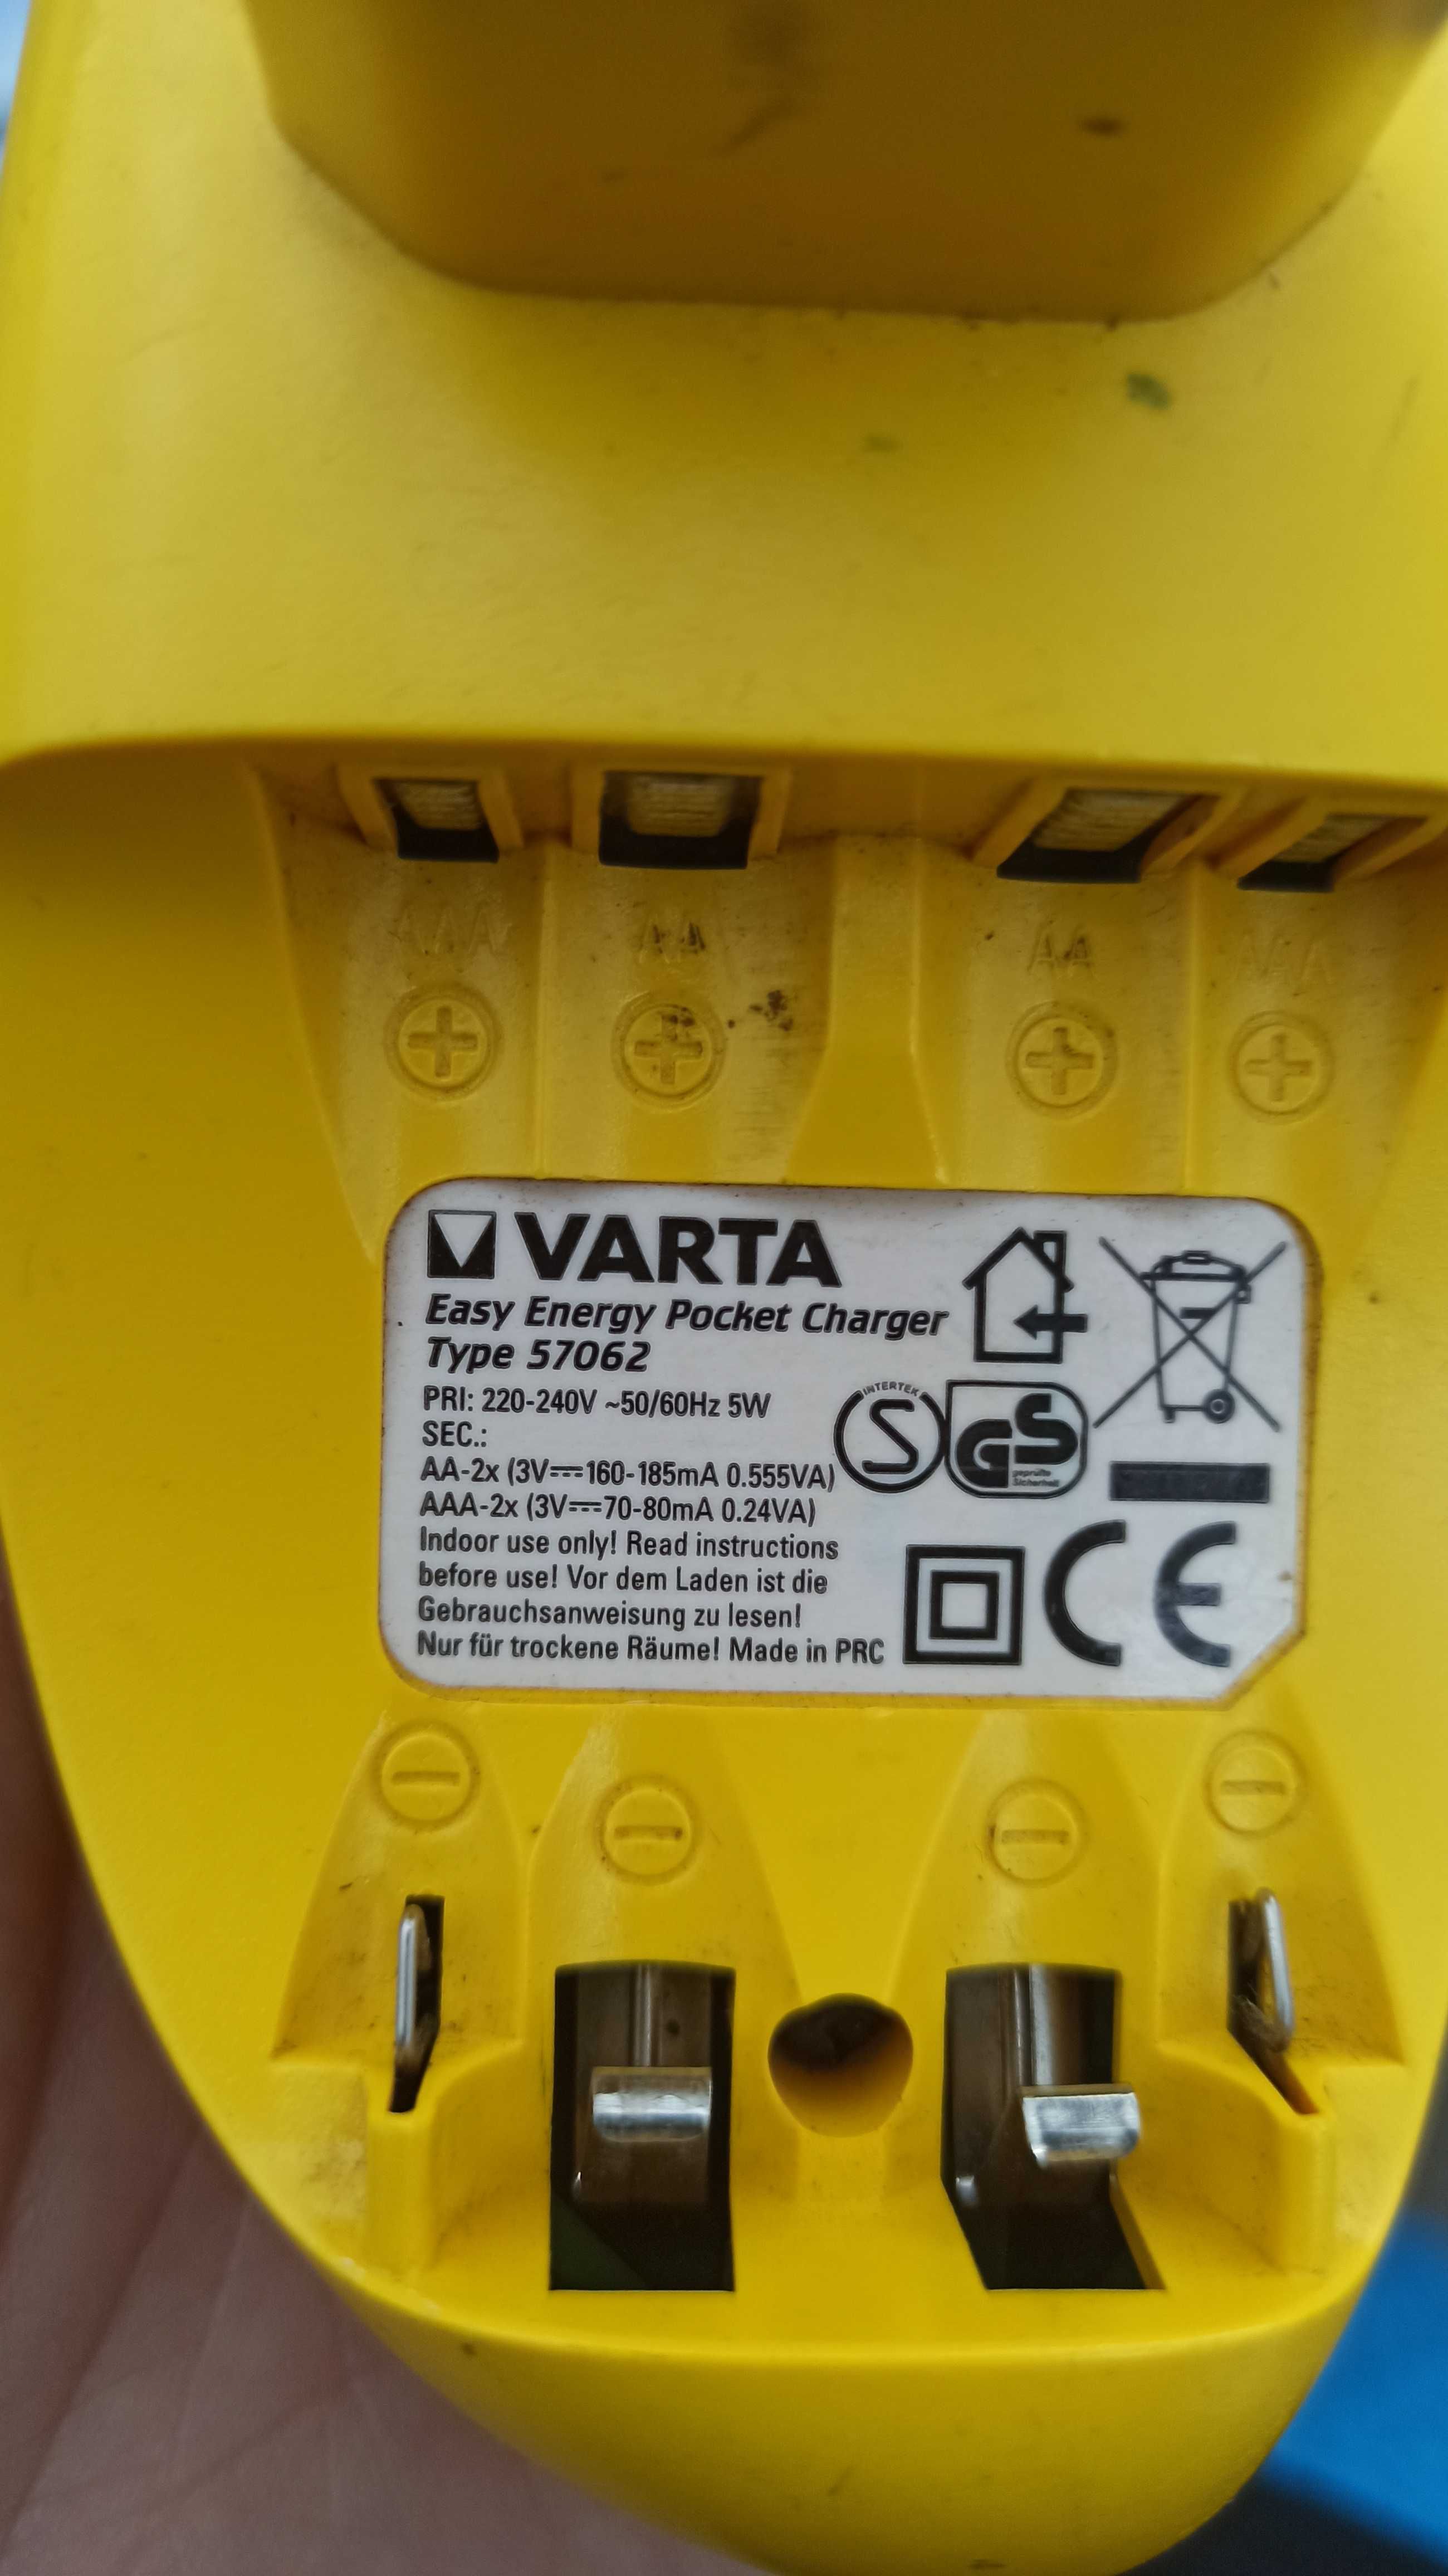 AAA AA AA AAA
VARTA
Easy Energy Pocket Charger
Type 57062
PRI: 220-240V ~50/60Hz 5W
SEC.:
AA-2x (3V⎓160-185mA 0.555VA)
AAA-2x (3V⎓70-80mA 0.24VA)
Indoor use only! Read instructions
before use! Vor dem Laden ist die
Gebrauchsanweisung zu lesen!
Nur für trockene Räume! Made in PRC
INTERTEK
S
GS
geprüfte
Sicherheit
CE